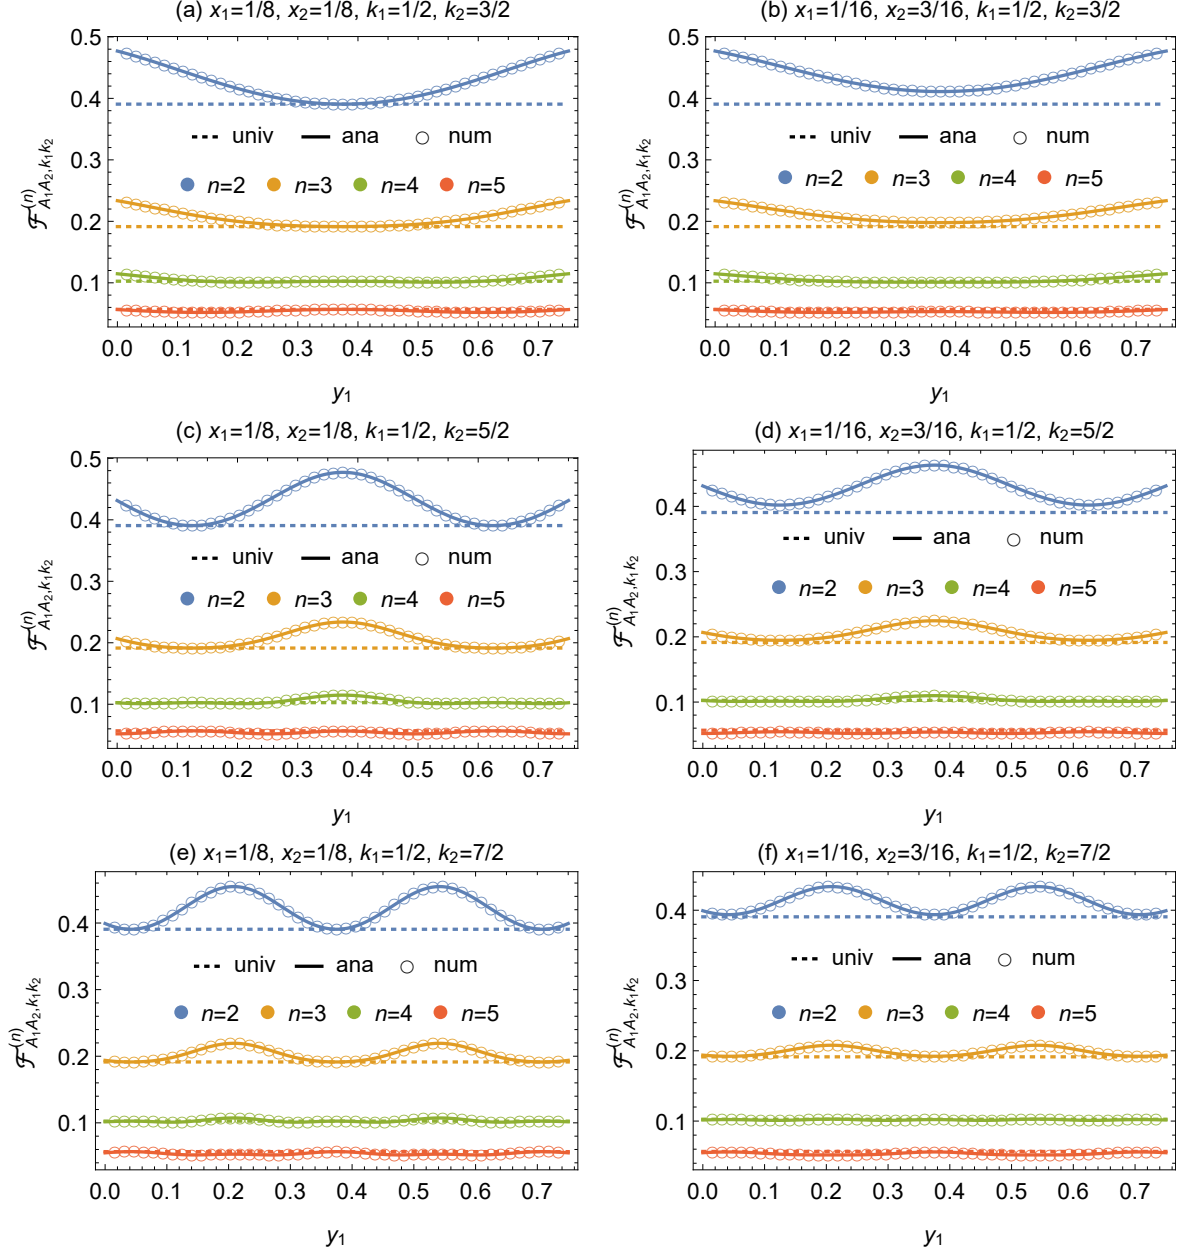 (a) x₁=1/8, x₂=1/8, k₁=1/2, k₂=3/2
0.5
0.4
0.3
0.2
0.1
univ ana num
n=2 n=3 n=4 n=5
ℱ⁽ⁿ⁾A₁A₂,k₁k₂
0.0 0.1 0.2 0.3 0.4 0.5 0.6 0.7
y₁
(b) x₁=1/16, x₂=3/16, k₁=1/2, k₂=3/2
0.5
0.4
0.3
0.2
0.1
univ ana num
n=2 n=3 n=4 n=5
ℱ⁽ⁿ⁾A₁A₂,k₁k₂
0.0 0.1 0.2 0.3 0.4 0.5 0.6 0.7
y₁
(c) x₁=1/8, x₂=1/8, k₁=1/2, k₂=5/2
0.5
0.4
0.3
0.2
0.1
univ ana num
n=2 n=3 n=4 n=5
ℱ⁽ⁿ⁾A₁A₂,k₁k₂
0.0 0.1 0.2 0.3 0.4 0.5 0.6 0.7
y₁
(d) x₁=1/16, x₂=3/16, k₁=1/2, k₂=5/2
0.4
0.3
0.2
0.1
univ ana num
n=2 n=3 n=4 n=5
ℱ⁽ⁿ⁾A₁A₂,k₁k₂
0.0 0.1 0.2 0.3 0.4 0.5 0.6 0.7
y₁
(e) x₁=1/8, x₂=1/8, k₁=1/2, k₂=7/2
0.4
0.3
0.2
0.1
univ ana num
n=2 n=3 n=4 n=5
ℱ⁽ⁿ⁾A₁A₂,k₁k₂
0.0 0.1 0.2 0.3 0.4 0.5 0.6 0.7
y₁
(f) x₁=1/16, x₂=3/16, k₁=1/2, k₂=7/2
0.4
0.3
0.2
0.1
univ ana num
n=2 n=3 n=4 n=5
ℱ⁽ⁿ⁾A₁A₂,k₁k₂
0.0 0.1 0.2 0.3 0.4 0.5 0.6 0.7
y₁